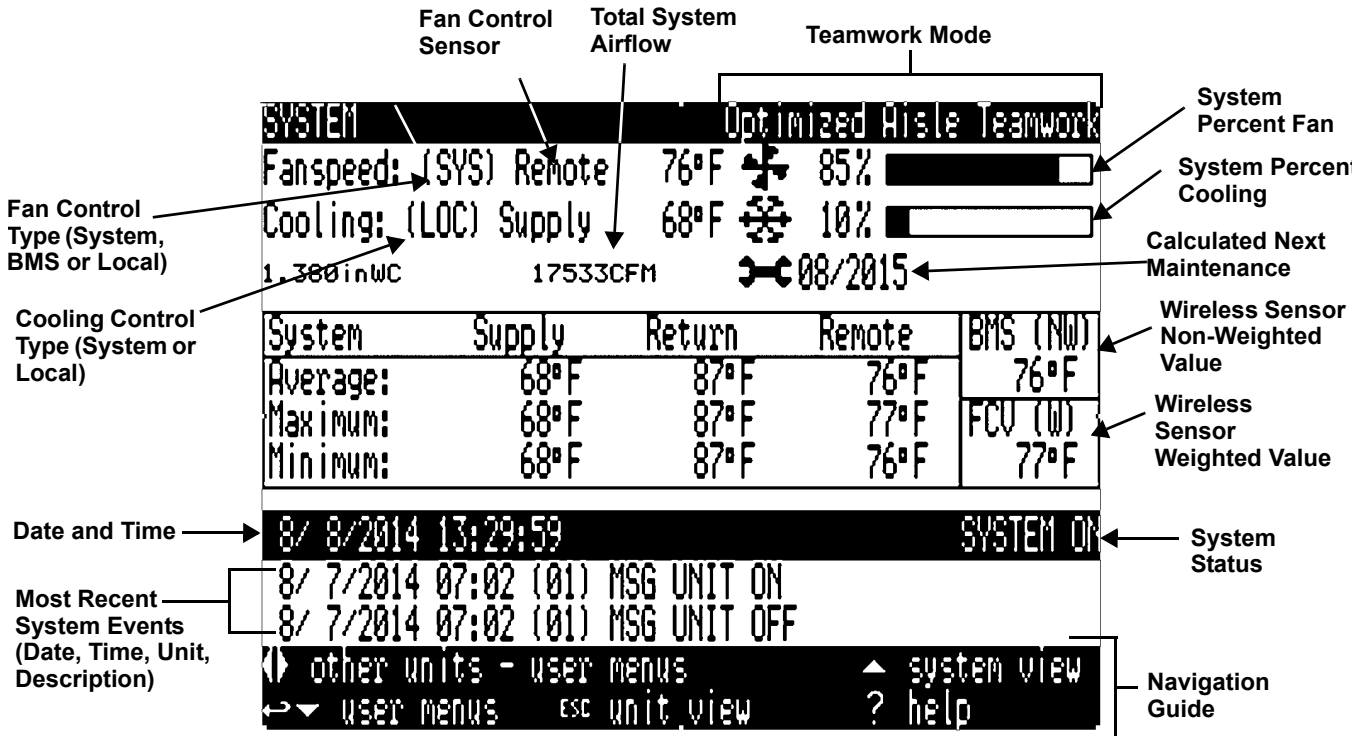 Fan Control
Sensor
Total System
Airflow
Teamwork Mode
SYSTEM Optimized Aisle Teamwork
System
Percent Fan
Fanspeed: (SYS) Remote 76°F 85%
System Percent
Cooling
Cooling: (LOC) Supply 68°F 10%
Fan Control
Type (System,
BMS or Local)
Calculated Next
Maintenance
1.380inWC 17533CFM 08/2015
Cooling Control
Type (System or
Local)
Wireless Sensor
Non-Weighted
Value
System Supply Return Remote BMS (NW)
Average: 68°F 87°F 76°F 76°F
Maximum: 68°F 87°F 77°F FCV (W)
Minimum: 68°F 87°F 76°F 77°F
Wireless
Sensor
Weighted Value
Date and Time
8/ 8/2014 13:29:59 SYSTEM ON
System
Status
Most Recent
System Events
(Date, Time, Unit,
Description)
8/ 7/2014 07:02 (01) MSG UNIT ON
8/ 7/2014 07:02 (01) MSG UNIT OFF
other units - user menus system view
user menus ESC unit view ? help
Navigation
Guide